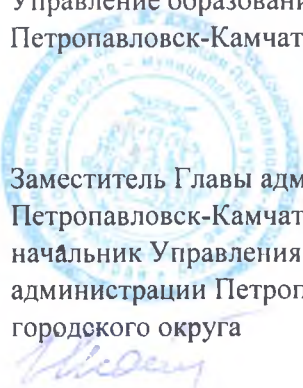 Управление образовани
Петропавловск-Камчат
Заместитель Главы адм
Петропавловск-Камчат
начальник Управления
администрации Петроп
городского округа